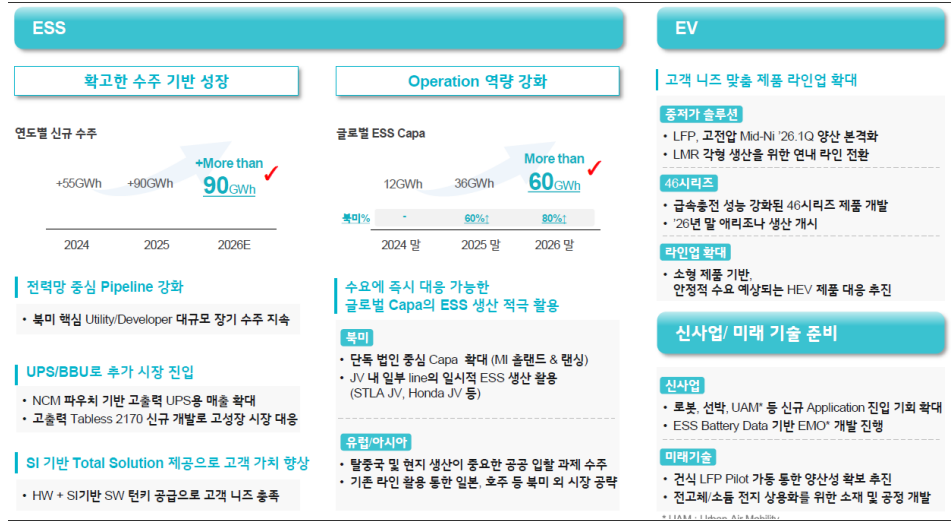 ESS
확고한 수주 기반 성장
연도별 신규 수주
+55GWh
+90GWh
+More than
90GWh
2024
2025
2026E
전력망 중심 Pipeline 강화
• 북미 핵심 Utility/Developer 대규모 장기 수주 지속
UPS/BBU로 추가 시장 진입
• NCM 파우치 기반 고출력 UPS용 매출 확대
• 고출력 Tabless 2170 신규 개발로 고성장 시장 대응
SI 기반 Total Solution 제공으로 고객 가치 향상
• HW + SI기반 SW 턴키 공급으로 고객 니즈 충족
Operation 역량 강화
글로벌 ESS Capa
12GWh
36GWh
More than
60GWh
북미%
-
60%↑
80%↑
2024 말
2025 말
2026 말
수요에 즉시 대응 가능한
글로벌 Capa의 ESS 생산 적극 활용
북미
• 단독 법인 중심 Capa 확대 (MI 홀랜드 & 랜싱)
• JV 내 일부 line의 일시적 ESS 생산 활용
(STLA JV, Honda JV 등)
유럽/아시아
• 탈중국 및 현지 생산이 중요한 공공 입찰 과제 수주
• 기존 라인 활용 통한 일본, 호주 등 북미 외 시장 공략
EV
고객 니즈 맞춤 제품 라인업 확대
중저가 솔루션
• LFP, 고전압 Mid-Ni '26.1Q 양산 본격화
• LMR 각형 생산을 위한 연내 라인 전환
46시리즈
• 급속충전 성능 강화된 46시리즈 제품 개발
• '26년 말 애리조나 생산 개시
라인업 확대
• 소형 제품 기반,
안정적 수요 예상되는 HEV 제품 대응 추진
신사업/ 미래 기술 준비
신사업
• 로봇, 선박, UAM* 등 신규 Application 진입 기회 확대
• ESS Battery Data 기반 EMO* 개발 진행
미래기술
• 건식 LFP Pilot 가동 통한 양산성 확보 추진
• 전고체/소듐 전지 상용화를 위한 소재 및 공정 개발
* UAM : Urban Air Mobility